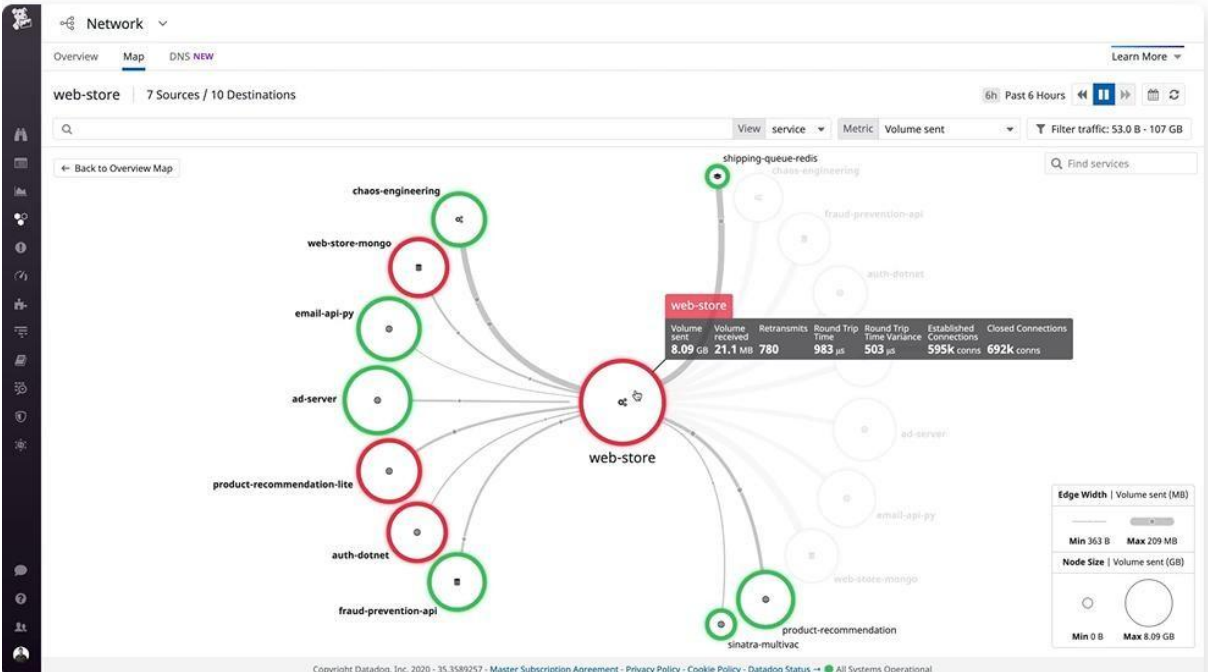 Network
Overview Map DNS NEW
Learn More
web-store 7 Sources / 10 Destinations
6h Past 6 Hours
View service Metric Volume sent
Filter traffic: 53.0 B - 107 GB
← Back to Overview Map
Find services
shipping-queue-redis
chaos-engineering
fraud-prevention-api
auth-dotnet
chaos-engineering
web-store-mongo
email-api-py
ad-server
product-recommendation-lite
auth-dotnet
fraud-prevention-api
web-store
Volume sent Volume received Retransmits Round Trip Time Round Trip Time Variance Established Connections Closed Connections
8.09 GB 21.1 MB 780 983 µs 503 µs 595k conns 692k conns
web-store
ad-server
email-api-py
web-store-mongo
product-recommendation
sinatra-multivac
Edge Width | Volume sent (MB)
Min 363 B Max 209 MB
Node Size | Volume sent (GB)
Min 0 B Max 8.09 GB
Copyright Datadog, Inc. 2020 - 35.3589257 - Master Subscription Agreement - Privacy Policy - Cookie Policy - Datadog Status → All Systems Operational